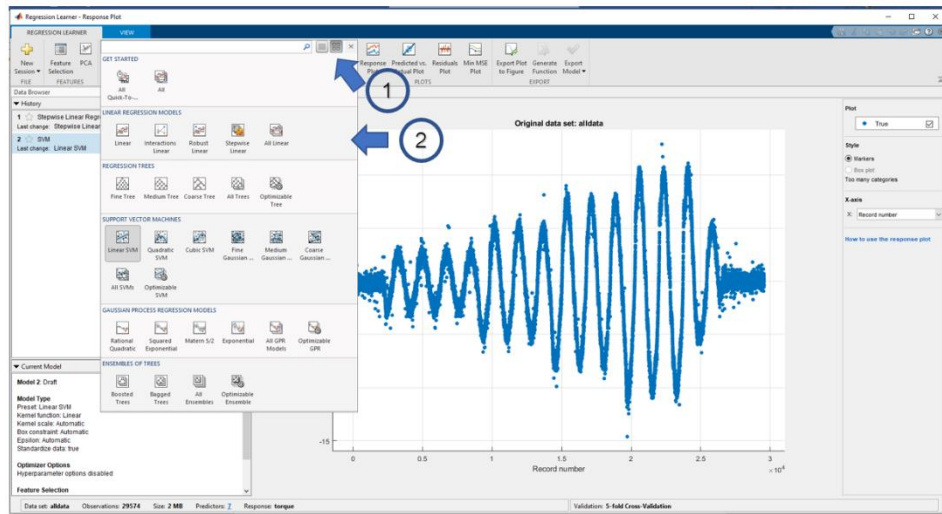 Regression Learner - Response Plot
REGRESSION LEARNER VIEW
New Session
Feature Selection
PCA
FILE FEATURES
GET STARTED
All Quick-To-...
All
LINEAR REGRESSION MODELS
Linear
Interactions Linear
Robust Linear
Stepwise Linear
All Linear
REGRESSION TREES
Fine Tree
Medium Tree
Coarse Tree
All Trees
Optimizable Tree
SUPPORT VECTOR MACHINES
Linear SVM
Quadratic SVM
Cubic SVM
Fine Gaussian ...
Medium Gaussian ...
Coarse Gaussian ...
All SVMs
Optimizable SVM
GAUSSIAN PROCESS REGRESSION MODELS
Rational Quadratic
Squared Exponential
Matern 5/2
Exponential
All GPR Models
Optimizable GPR
ENSEMBLES OF TREES
Boosted Trees
Bagged Trees
All Ensembles
Optimizable Ensemble
1
2
Response Plot
Predicted vs. Actual Plot
Residuals Plot
Min MSE Plot
Export Plot to Figure
Generate Function
Export Model
PLOTS EXPORT
Data Browser
History
1 Stepwise Linear Regr
Last change: Stepwise Linear
2 SVM
Last change: Linear SVM
Current Model
Model 2: Draft
Model Type
Preset: Linear SVM
Kernel function: Linear
Kernel scale: Automatic
Box constraint: Automatic
Epsilon: Automatic
Standardize data: true
Optimizer Options
Hyperparameter options disabled
Feature Selection
Original data set: alldata
-15
0 0.5 1 1.5 2 2.5 3
Record number
×10⁴
Plot
True
Style
Markers
Box plot
Too many categories
X-axis
X: Record number
How to use the response plot
Data set: alldata Observations: 29574 Size: 2 MB Predictors: 7 Response: torque
Validation: 5-fold Cross-Validation